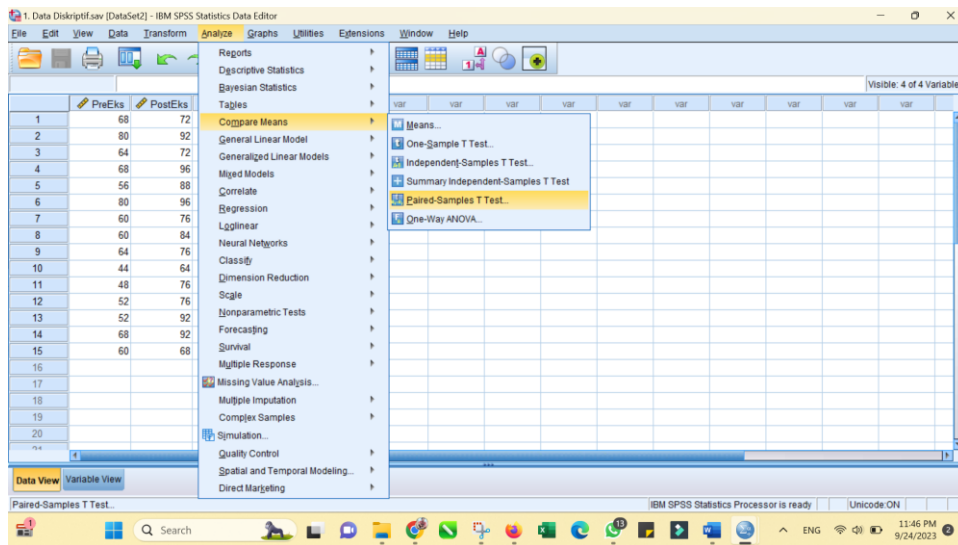 1. Data Diskriptif.sav [DataSet2] - IBM SPSS Statistics Data Editor
File Edit View Data Transform Analyze Graphs Utilities Extensions Window Help
Visible: 4 of 4 Variable
PreEks PostEks var var var var var var var var var var
1 68 72
2 80 92
3 64 72
4 68 96
5 56 88
6 80 96
7 60 76
8 60 84
9 64 76
10 44 64
11 48 76
12 52 76
13 52 92
14 68 92
15 60 68
16
17
18
19
20
21
Reports
Descriptive Statistics
Bayesian Statistics
Tables
Compare Means
General Linear Model
Generalized Linear Models
Mixed Models
Correlate
Regression
Loglinear
Neural Networks
Classify
Dimension Reduction
Scale
Nonparametric Tests
Forecasting
Survival
Multiple Response
Missing Value Analysis...
Multiple Imputation
Complex Samples
Simulation...
Quality Control
Spatial and Temporal Modeling...
Direct Marketing
Means...
One-Sample T Test...
Independent-Samples T Test...
Summary Independent-Samples T Test
Paired-Samples T Test...
One-Way ANOVA...
Data View Variable View
Paired-Samples T Test... IBM SPSS Statistics Processor is ready Unicode:ON
Search ENG 11:46 PM
9/24/2023